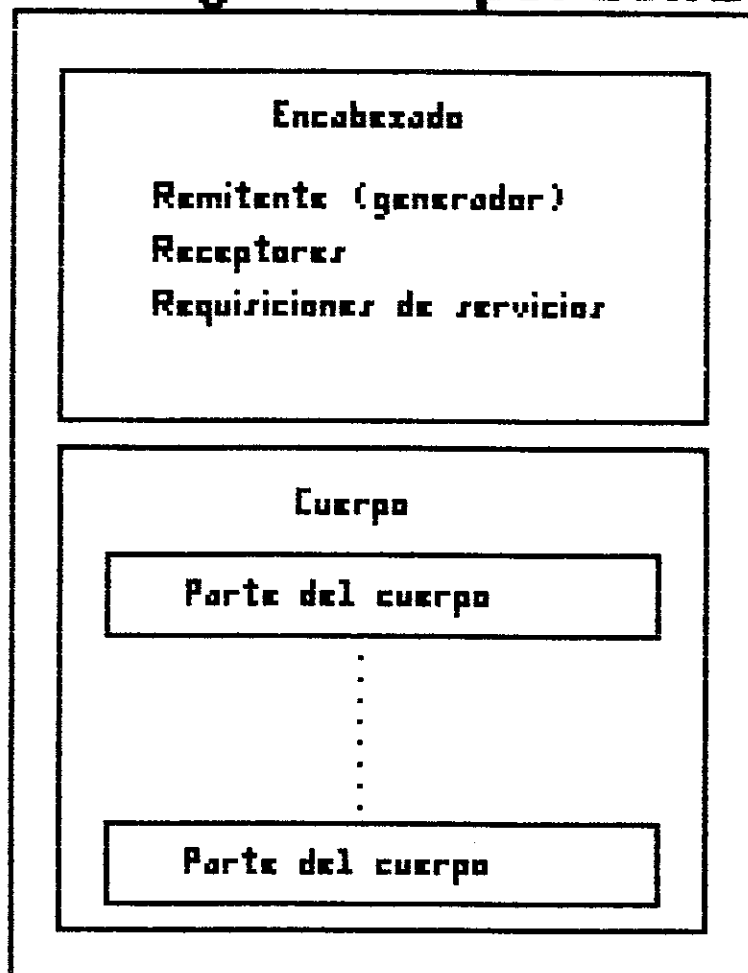 Encabezado
Remitente (generador)
Receptores
Requisiciones de servicios
Cuerpo
Parte del cuerpo
Parte del cuerpo